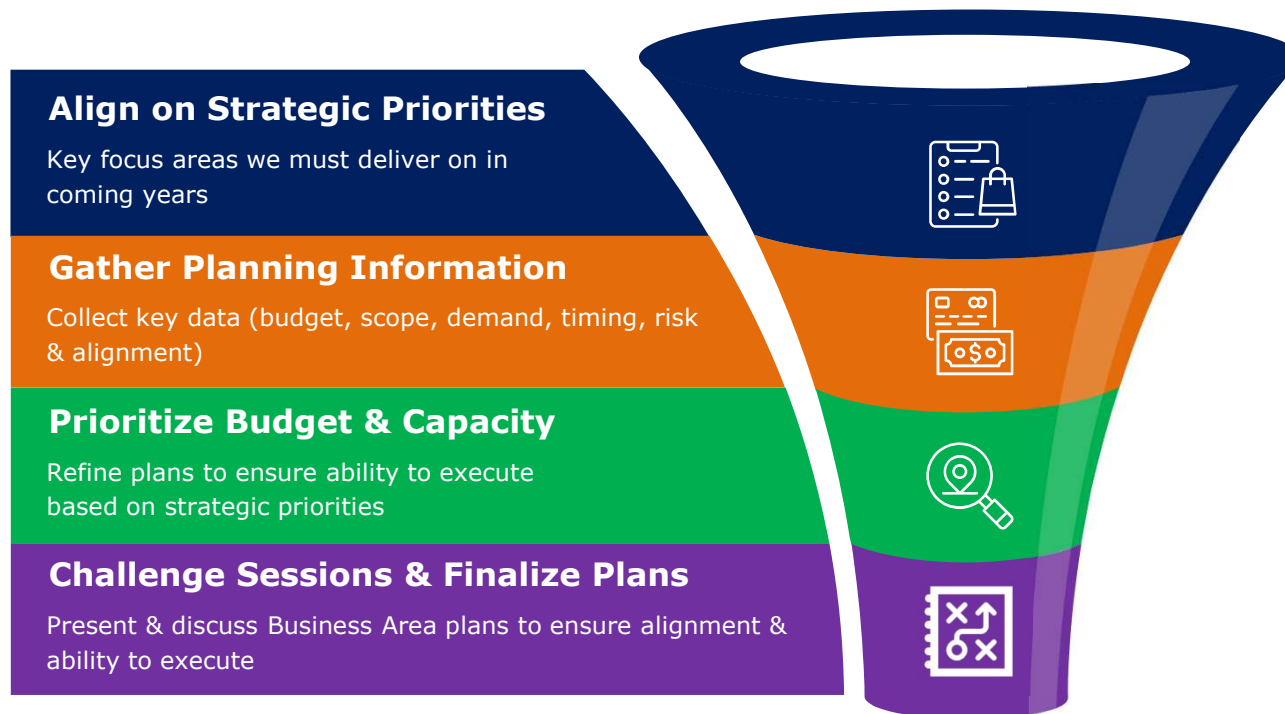 Align on Strategic Priorities
Key focus areas we must deliver on in
coming years
Gather Planning Information
Collect key data (budget, scope, demand, timing, risk
& alignment)
Prioritize Budget & Capacity
Refine plans to ensure ability to execute
based on strategic priorities
Challenge Sessions & Finalize Plans
Present & discuss Business Area plans to ensure alignment &
ability to execute